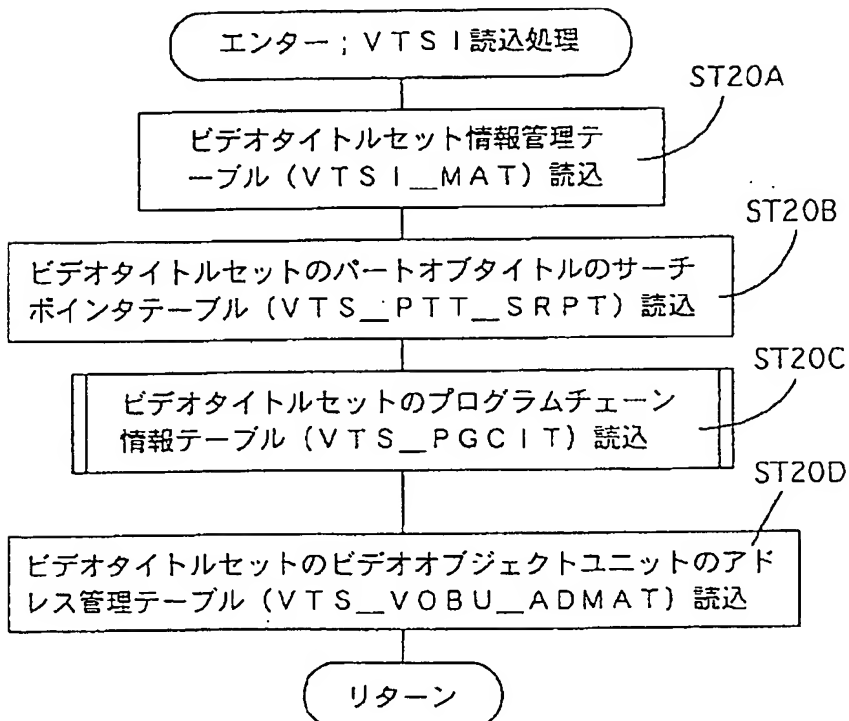 エンター；ＶＴＳＩ読込処理
ST20A
ビデオタイトルセット情報管理テ
ーブル（ＶＴＳＩ＿ＭＡＴ）読込
ST20B
ビデオタイトルセットのパートオブタイトルのサーチ
ポインタテーブル（ＶＴＳ＿ＰＴＴ＿ＳＲＰＴ）読込
ST20C
ビデオタイトルセットのプログラムチェーン
情報テーブル（ＶＴＳ＿ＰＧＣＩＴ）読込
ST20D
ビデオタイトルセットのビデオオブジェクトユニットのアド
レス管理テーブル（ＶＴＳ＿ＶＯＢＵ＿ＡＤＭＡＴ）読込
リターン